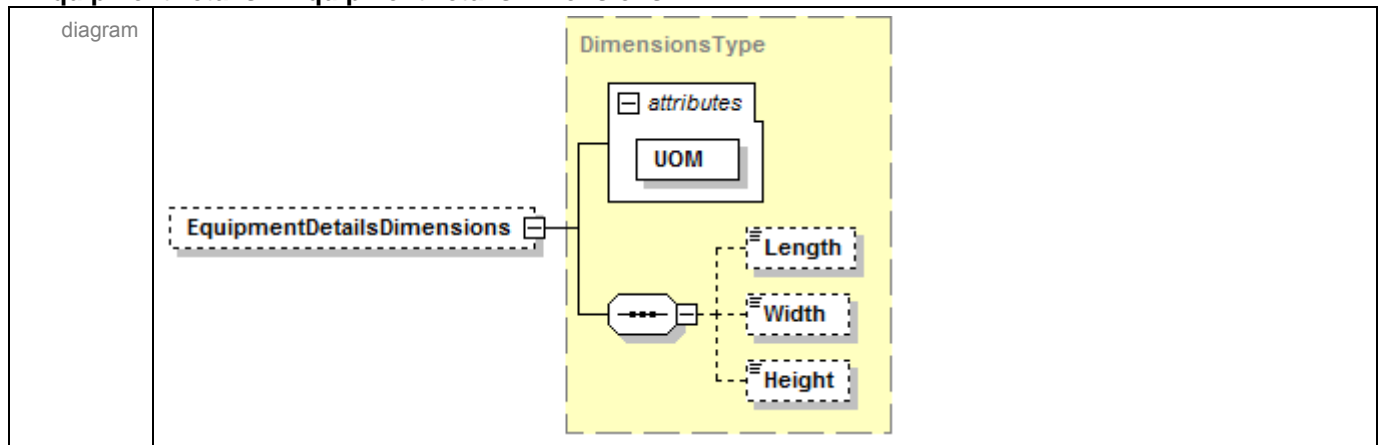 diagram
DimensionsType
attributes
UOM
EquipmentDetailsDimensions
Length
Width
Height